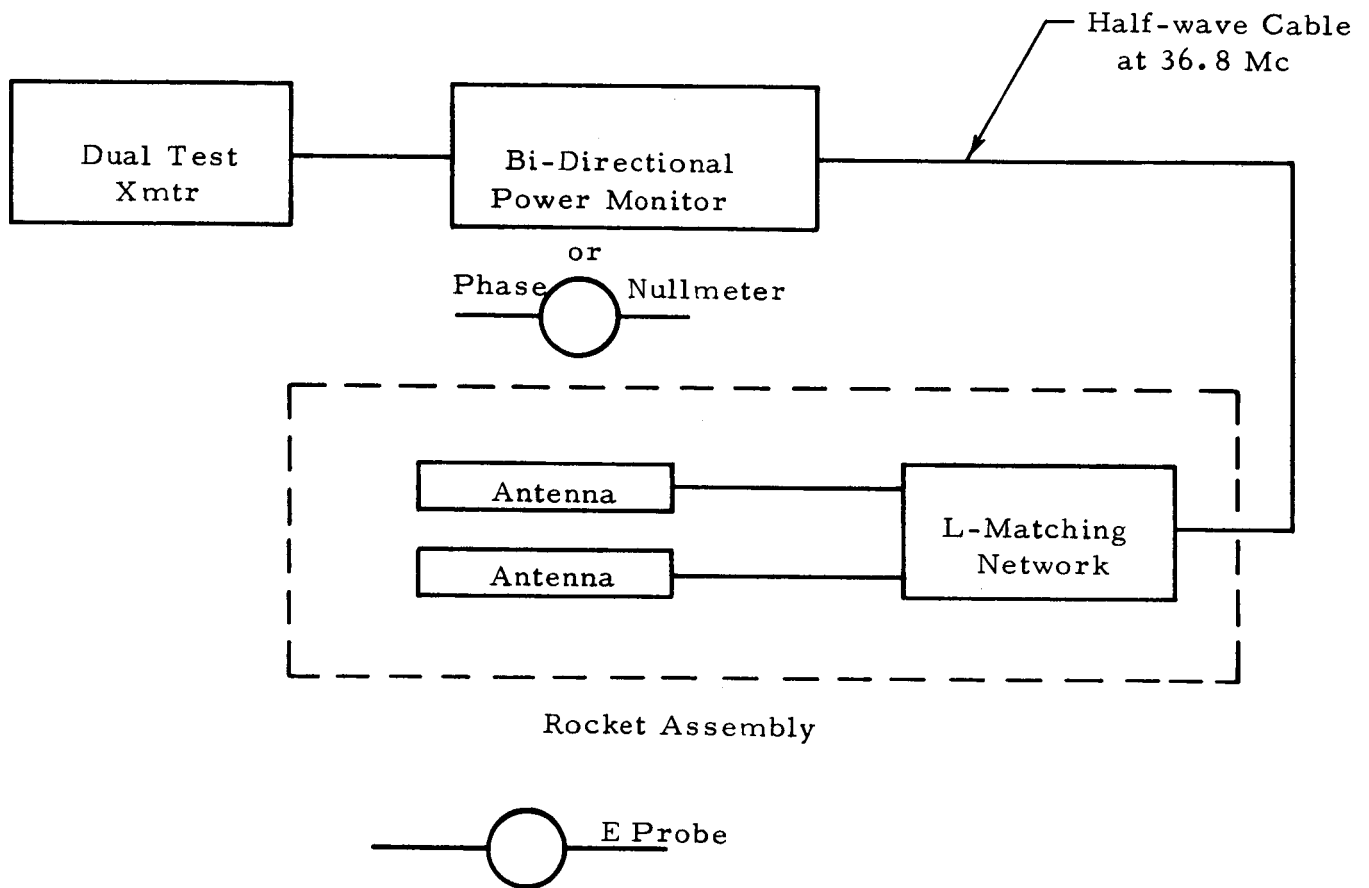 Half-wave Cable
at 36.8 Mc
Dual Test
Xmtr
Bi-Directional
Power Monitor
or
Phase Nullmeter
Antenna
Antenna
L-Matching
Network
Rocket Assembly
E Probe